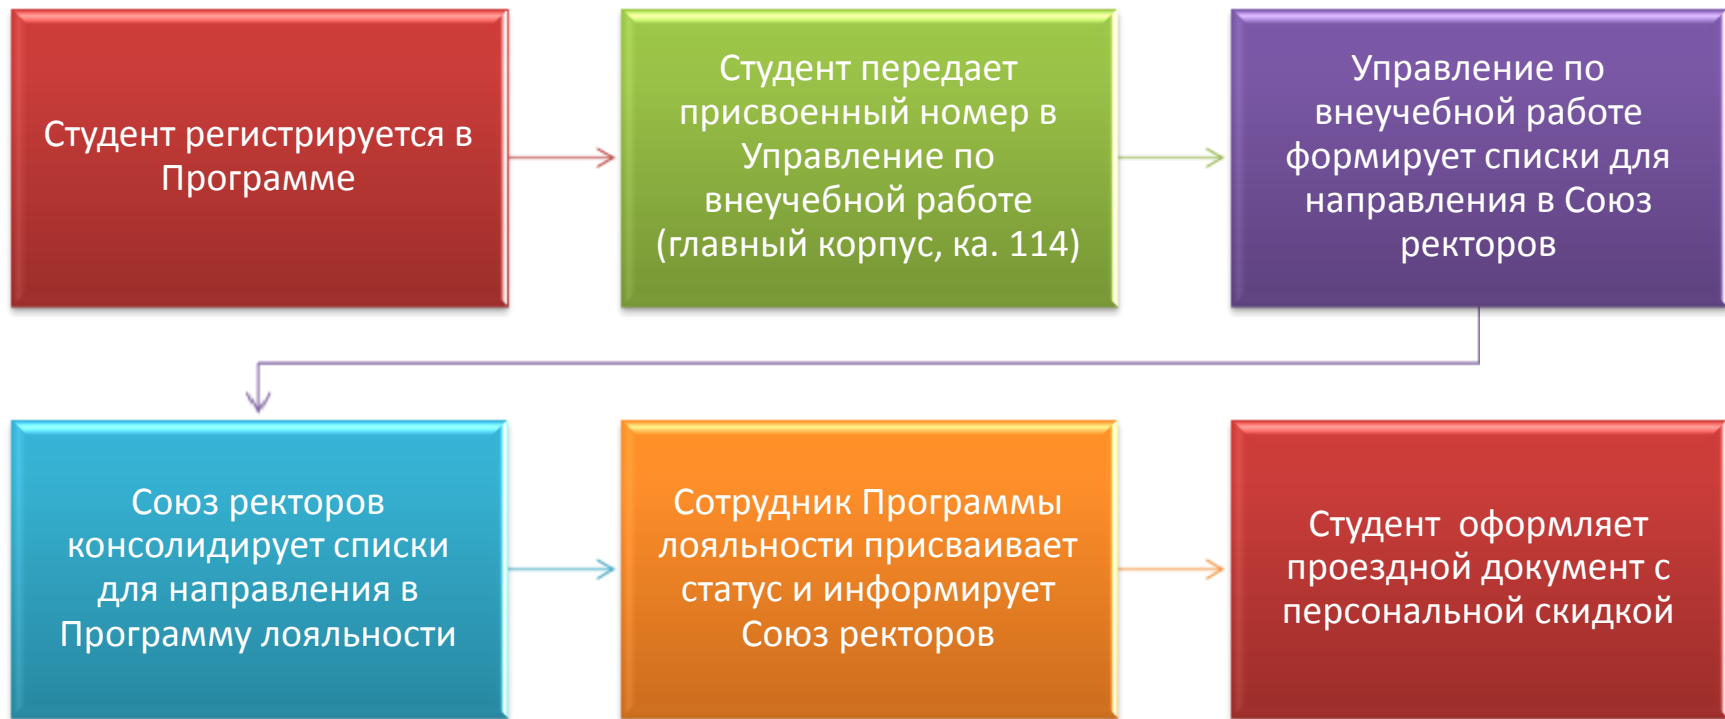 Студент регистрируется в
Программе
Студент передает
присвоенный номер в
Управление по
внеучебной работе
(главный корпус, ка. 114)
Управление по
внеучебной работе
формирует списки для
направления в Союз
ректоров
Союз ректоров
консолидирует списки
для направления в
Программу лояльности
Сотрудник Программы
лояльности присваивает
статус и информирует
Союз ректоров
Студент  оформляет
проездной документ с
персональной скидкой